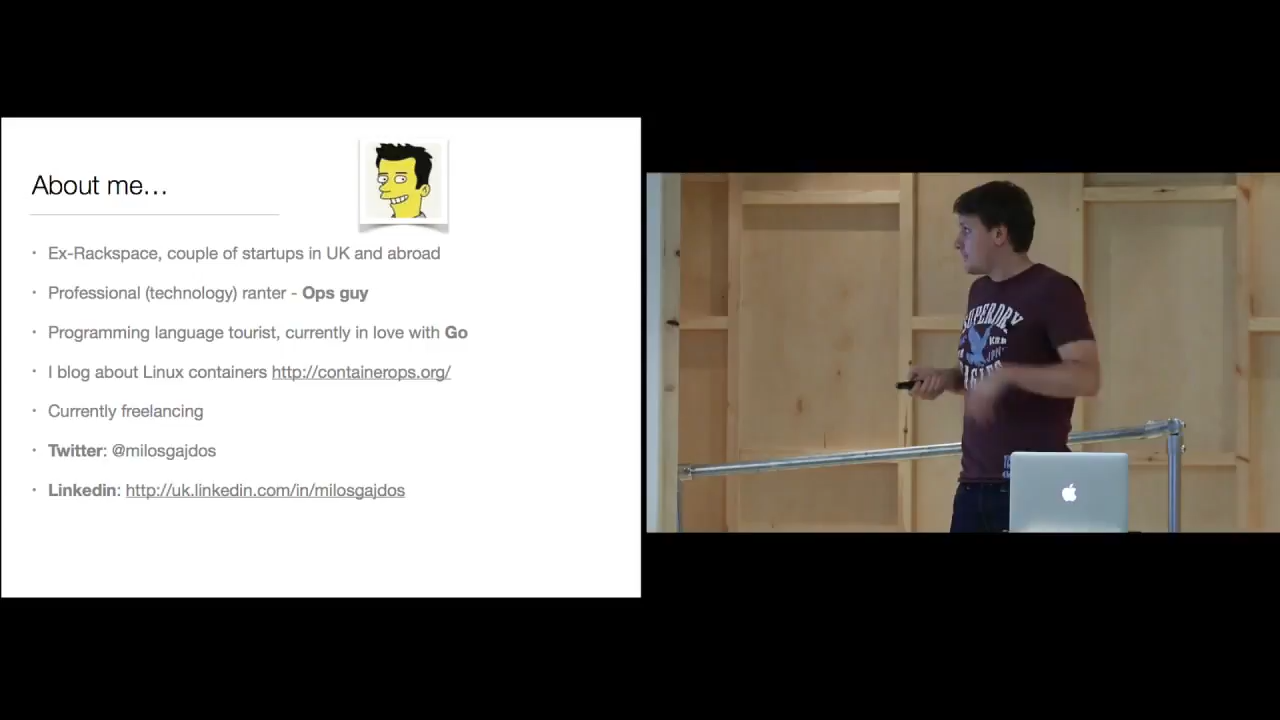 About me…
• Ex-Rackspace, couple of startups in UK and abroad
• Professional (technology) ranter - Ops guy
• Programming language tourist, currently in love with Go
• I blog about Linux containers http://containerops.org/
• Currently freelancing
• Twitter: @milosgajdos
• Linkedin: http://uk.linkedin.com/in/milosgajdos
SUPERDRY